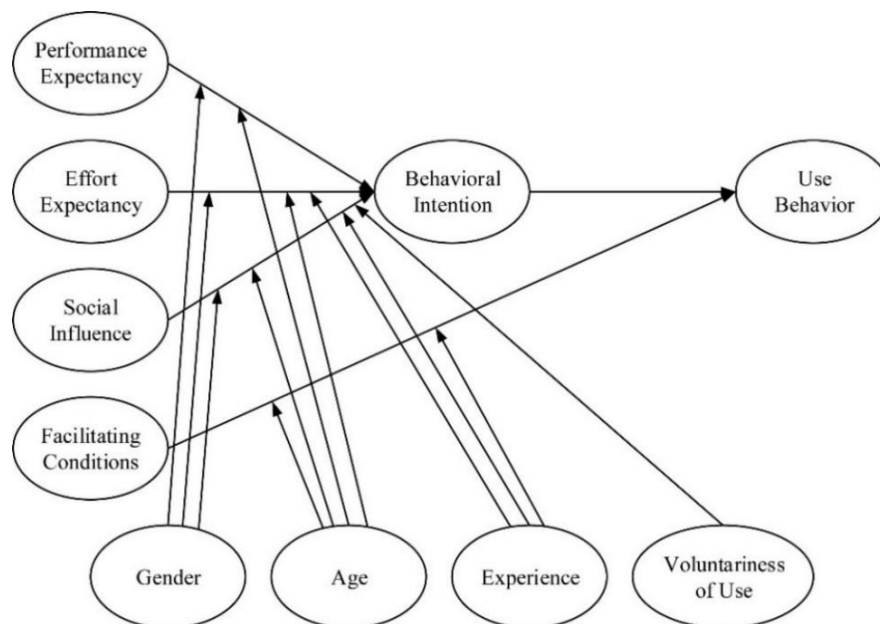 Performance
Expectancy
Effort
Expectancy
Behavioral
Intention
Use
Behavior
Social
Influence
Facilitating
Conditions
Gender
Age
Experience
Voluntariness
of Use